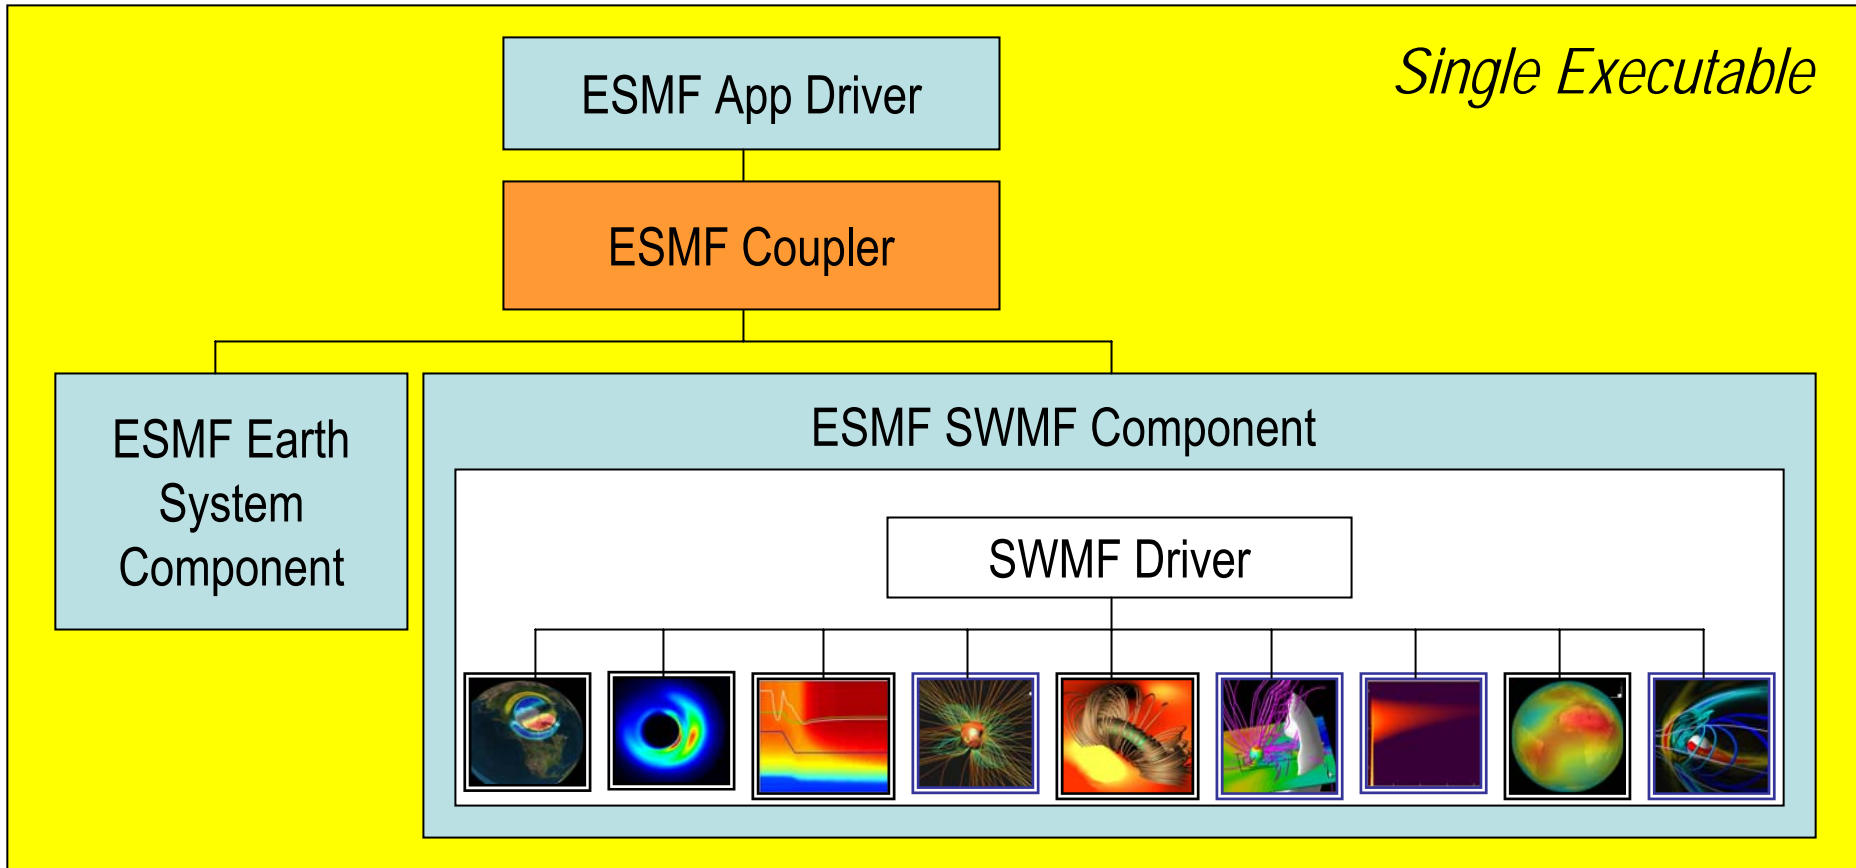 Single Executable
ESMF App Driver
ESMF Coupler
ESMF Earth
System
Component
ESMF SWMF Component
SWMF Driver